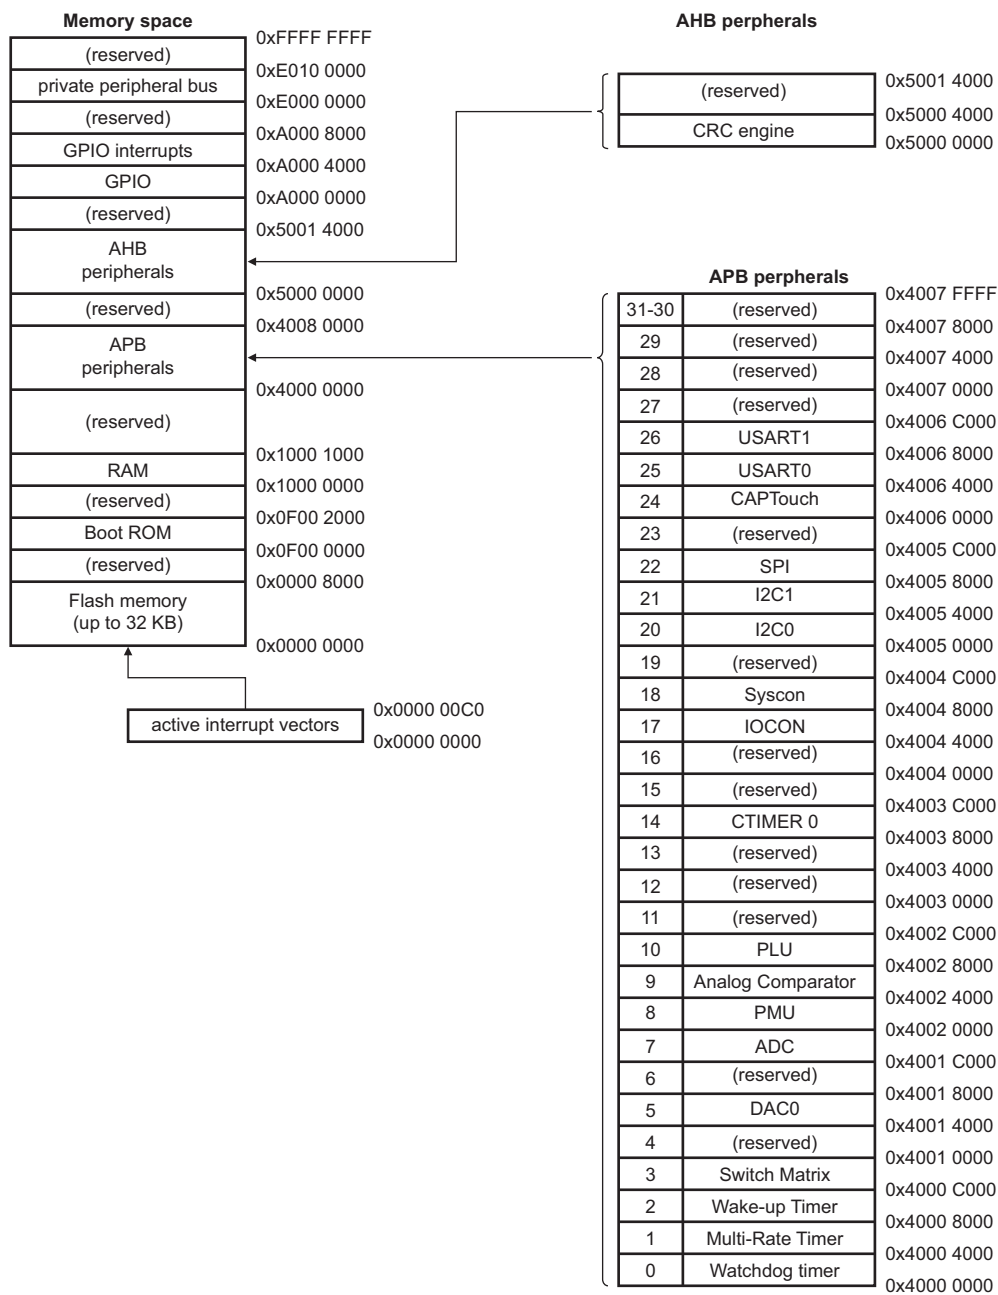 Memory space
0xFFFF FFFF
(reserved)
0xE010 0000
private peripheral bus
0xE000 0000
(reserved)
0xA000 8000
GPIO interrupts
0xA000 4000
GPIO
0xA000 0000
(reserved)
0x5001 4000
AHB
peripherals
0x5000 0000
(reserved)
0x4008 0000
APB
peripherals
0x4000 0000
(reserved)
0x1000 1000
RAM
0x1000 0000
(reserved)
0x0F00 2000
Boot ROM
0x0F00 0000
(reserved)
0x0000 8000
Flash memory
(up to 32 KB)
0x0000 0000
0x0000 00C0
active interrupt vectors
0x0000 0000
AHB perpherals
0x5001 4000
(reserved)
0x5000 4000
CRC engine
0x5000 0000
APB perpherals
0x4007 FFFF
31-30 (reserved)
0x4007 8000
29 (reserved)
0x4007 4000
28 (reserved)
0x4007 0000
27 (reserved)
0x4006 C000
26 USART1
0x4006 8000
25 USART0
0x4006 4000
24 CAPTouch
0x4006 0000
23 (reserved)
0x4005 C000
22 SPI
0x4005 8000
21 I2C1
0x4005 4000
20 I2C0
0x4005 0000
19 (reserved)
0x4004 C000
18 Syscon
0x4004 8000
17 IOCON
0x4004 4000
16 (reserved)
0x4004 0000
15 (reserved)
0x4003 C000
14 CTIMER 0
0x4003 8000
13 (reserved)
0x4003 4000
12 (reserved)
0x4003 0000
11 (reserved)
0x4002 C000
10 PLU
0x4002 8000
9 Analog Comparator
0x4002 4000
8 PMU
0x4002 0000
7 ADC
0x4001 C000
6 (reserved)
0x4001 8000
5 DAC0
0x4001 4000
4 (reserved)
0x4001 0000
3 Switch Matrix
0x4000 C000
2 Wake-up Timer
0x4000 8000
1 Multi-Rate Timer
0x4000 4000
0 Watchdog timer
0x4000 0000